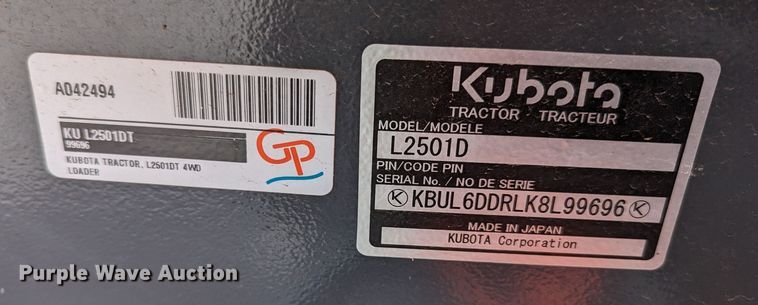 A042494
KU L2501DT
99696
KUBOTA TRACTOR, L2501DT 4WD
LOADER
GP
Kubota
TRACTOR TRACTEUR
MODEL/MODELE
L2501D
PIN/CODE PIN
SERIAL No. / NO DE SERIE
KBUL6DDRLK8L99696
MADE IN JAPAN
KUBOTA Corporation
Purple Wave Auction